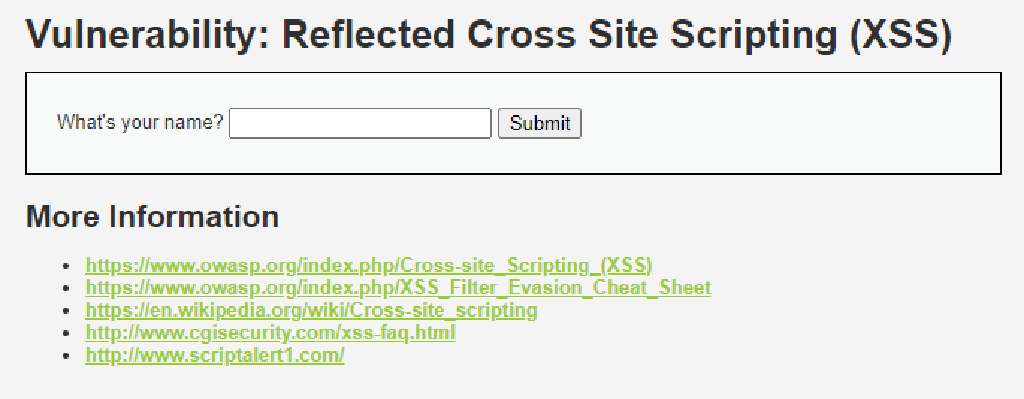 Vulnerability: Reflected Cross Site Scripting (XSS)
What's your name? Submit
More Information
https://www.owasp.org/index.php/Cross-site_Scripting_(XSS)
https://www.owasp.org/index.php/XSS_Filter_Evasion_Cheat_Sheet
https://en.wikipedia.org/wiki/Cross-site_scripting
http://www.cgisecurity.com/xss-faq.html
http://www.scriptalert1.com/